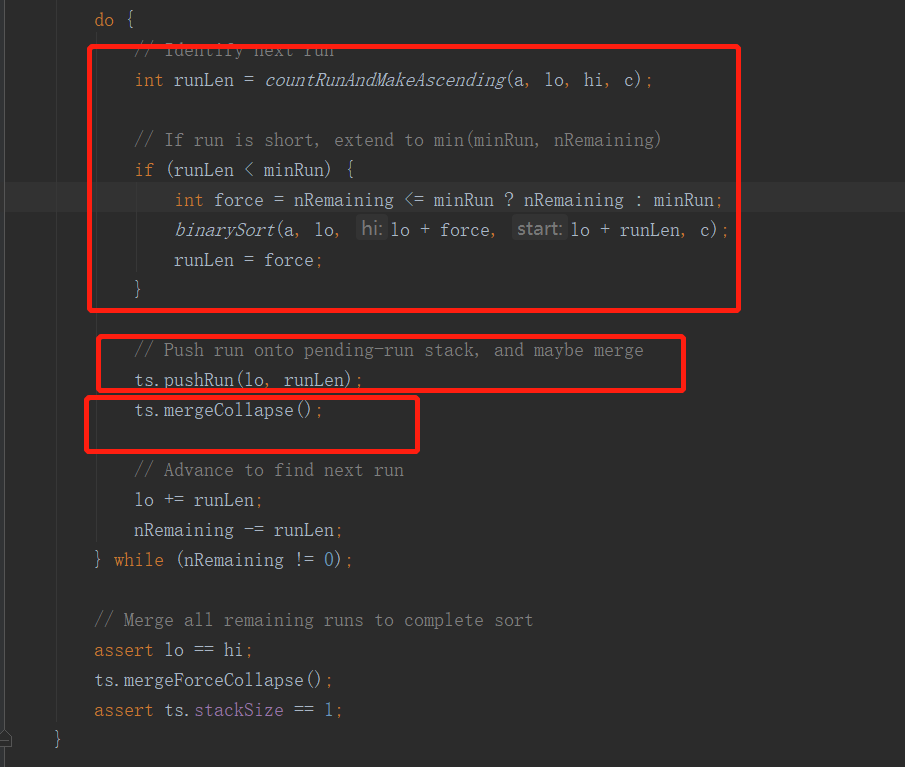 do {
// Identify next run
int runLen = countRunAndMakeAscending(a, lo, hi, c);
// If run is short, extend to min(minRun, nRemaining)
if (runLen < minRun) {
int force = nRemaining <= minRun ? nRemaining : minRun;
binarySort(a, lo, hi: lo + force, start: lo + runLen, c);
runLen = force;
}
// Push run onto pending-run stack, and maybe merge
ts.pushRun(lo, runLen);
ts.mergeCollapse();
// Advance to find next run
lo += runLen;
nRemaining -= runLen;
} while (nRemaining != 0);
// Merge all remaining runs to complete sort
assert lo == hi;
ts.mergeForceCollapse();
assert ts.stackSize == 1;
}